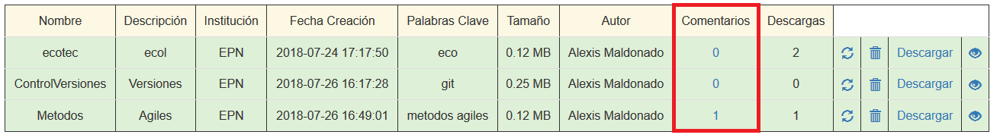 Nombre Descripción Institución Fecha Creación Palabras Clave Tamaño Autor Comentarios Descargas
ecotec ecol EPN 2018-07-24 17:17:50 eco 0.12 MB Alexis Maldonado 0 2 Descargar
ControlVersiones Versiones EPN 2018-07-26 16:17:28 git 0.25 MB Alexis Maldonado 0 0 Descargar
Metodos Agiles EPN 2018-07-26 16:49:01 metodos agiles 0.12 MB Alexis Maldonado 1 1 Descargar